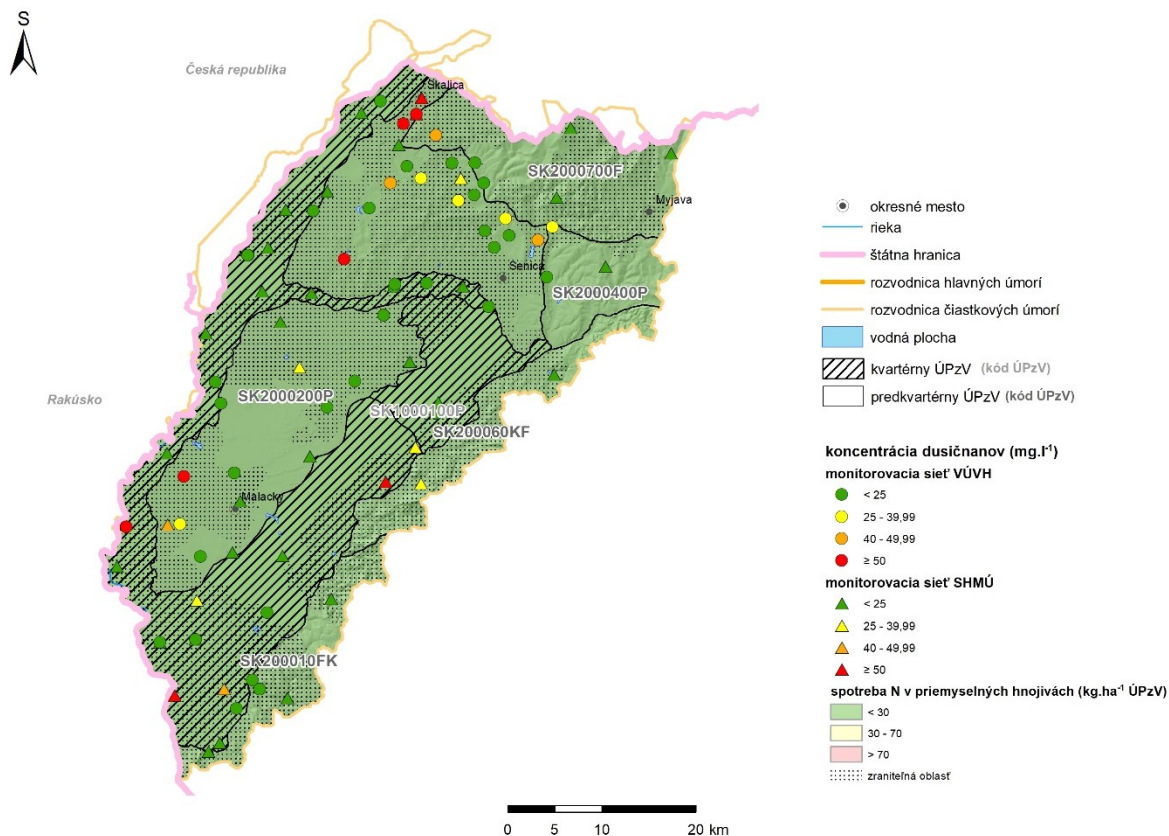 S
Česká republika
Skalica
SK2000700F
Myjava
Senica
SK2000400P
Rakúsko
SK2000200P
SK1000100P
SK200060KF
Malacky
SK200010FK
okresné mesto
rieka
štátna hranica
rozvodnica hlavných úmorí
rozvodnica čiastkových úmorí
vodná plocha
kvartérny ÚPzV (kód ÚPzV)
predkvartérny ÚPzV (kód ÚPzV)
koncentrácia dusičnanov (mg.l⁻¹)
monitorovacia sieť VÚVH
< 25
25 - 39,99
40 - 49,99
≥ 50
monitorovacia sieť SHMÚ
< 25
25 - 39,99
40 - 49,99
≥ 50
spotreba N v priemyselných hnojivách (kg.ha⁻¹ ÚPzV)
< 30
30 - 70
> 70
zraniteľná oblasť
0 5 10 20 km